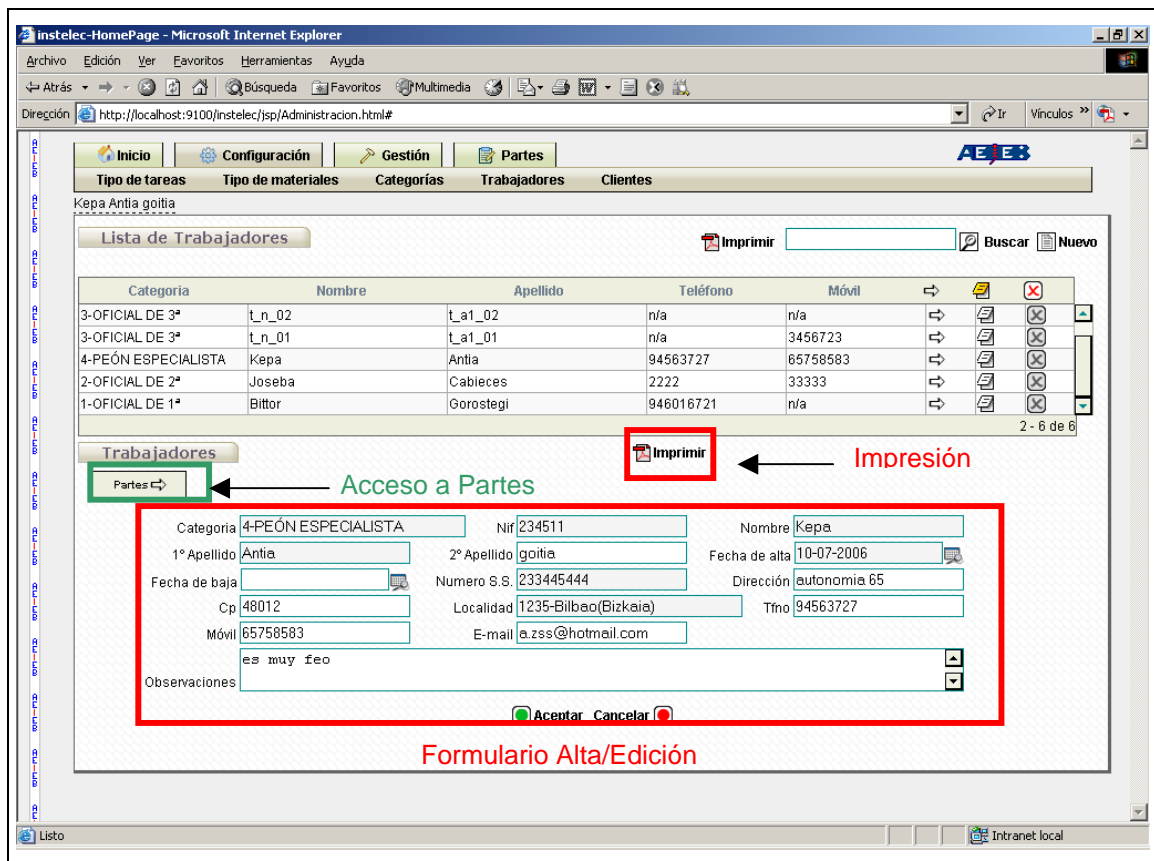 instelec-HomePage - Microsoft Internet Explorer
Archivo Edición Ver Favoritos Herramientas Ayuda
Atrás Búsqueda Favoritos Multimedia
Dirección http://localhost:9100/instelec/jsp/Administracion.html# Ir Vínculos »
Inicio Configuración Gestión Partes AEIEB
Tipo de tareas Tipo de materiales Categorías Trabajadores Clientes
Kepa Antia goitia
Lista de Trabajadores Imprimir Buscar Nuevo
Categoria Nombre Apellido Teléfono Móvil
3-OFICIAL DE 3ª t_n_02 t_a1_02 n/a n/a
3-OFICIAL DE 3ª t_n_01 t_a1_01 n/a 3456723
4-PEÓN ESPECIALISTA Kepa Antia 94563727 65758583
2-OFICIAL DE 2ª Joseba Cabieces 2222 33333
1-OFICIAL DE 1ª Bittor Gorostegi 946016721 n/a
2 - 6 de 6
Trabajadores Imprimir Impresión
Partes Acceso a Partes
Categoria 4-PEÓN ESPECIALISTA Nif 234511 Nombre Kepa
1º Apellido Antia 2º Apellido goitia Fecha de alta 10-07-2006
Fecha de baja Numero S.S. 233445444 Dirección autonomia 65
Cp 48012 Localidad 1235-Bilbao(Bizkaia) Tfno 94563727
Móvil 65758583 E-mail a.zss@hotmail.com
es muy feo
Observaciones
Aceptar Cancelar
Formulario Alta/Edición
Listo Intranet local